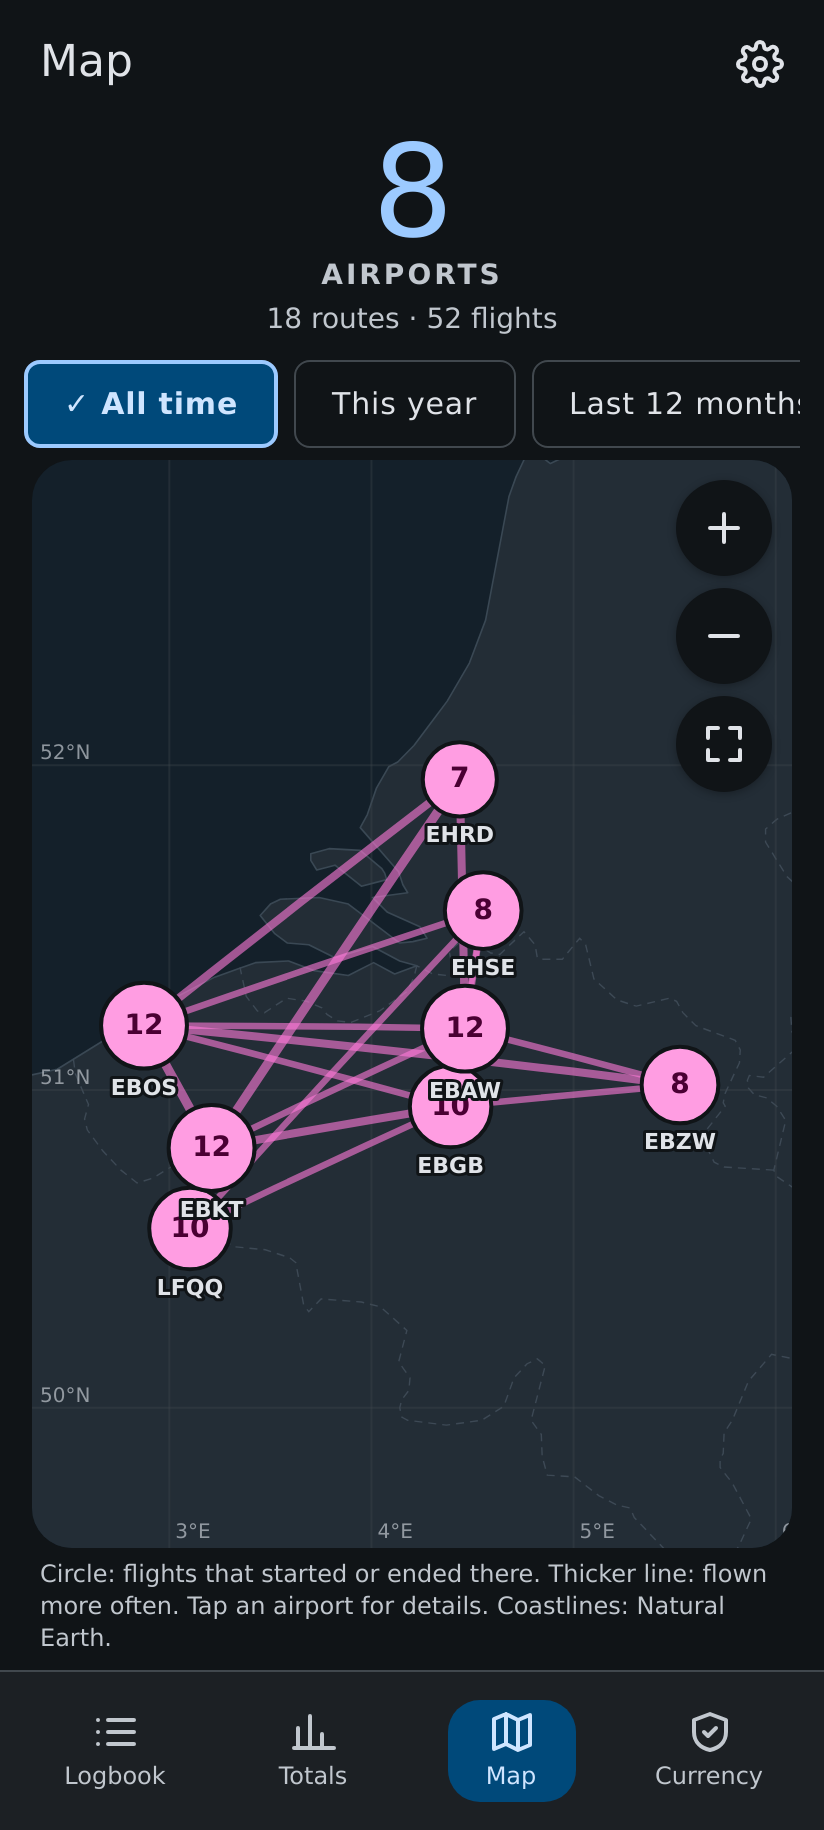 Map
8
AIRPORTS
18 routes · 52 flights
✓ All time
This year
Last 12 months
52°N
7
EHRD
8
EHSE
12
EBOS
12
EBAW
51°N
8
EBZW
10
EBGB
12
EBKT
10
LFQQ
50°N
3°E
4°E
5°E
Circle: flights that started or ended there. Thicker line: flown
more often. Tap an airport for details. Coastlines: Natural
Earth.
Logbook
Totals
Map
Currency